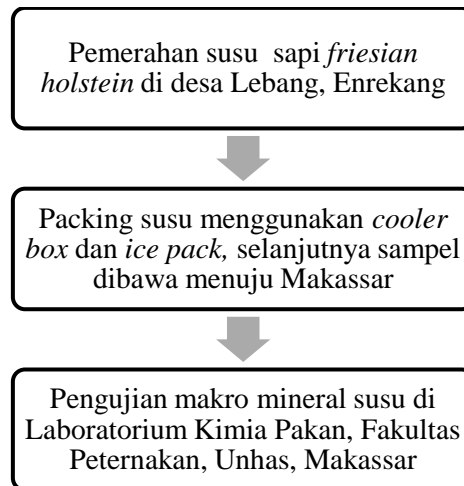 Pemerahan susu sapi friesian
holstein di desa Lebang, Enrekang
Packing susu menggunakan cooler
box dan ice pack, selanjutnya sampel
dibawa menuju Makassar
Pengujian makro mineral susu di
Laboratorium Kimia Pakan, Fakultas
Peternakan, Unhas, Makassar